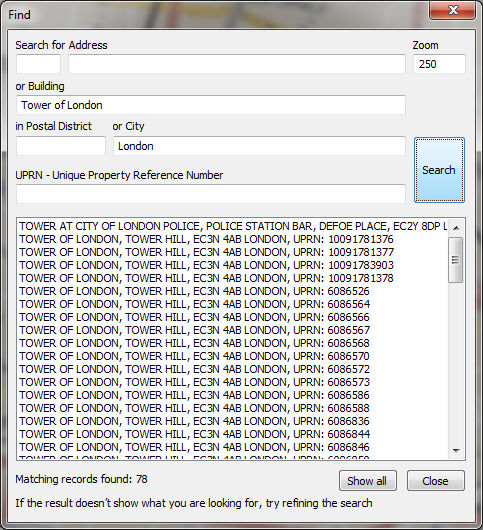 Find
Search for Address
Zoom
250
or Building
Tower of London
in Postal District or City
London
Search
UPRN - Unique Property Reference Number
TOWER AT CITY OF LONDON POLICE, POLICE STATION BAR, DEFOE PLACE, EC2Y 8DP L
TOWER OF LONDON, TOWER HILL, EC3N 4AB LONDON, UPRN: 10091781376
TOWER OF LONDON, TOWER HILL, EC3N 4AB LONDON, UPRN: 10091781377
TOWER OF LONDON, TOWER HILL, EC3N 4AB LONDON, UPRN: 10091783903
TOWER OF LONDON, TOWER HILL, EC3N 4AB LONDON, UPRN: 10091781378
TOWER OF LONDON, TOWER HILL, EC3N 4AB LONDON, UPRN: 6086526
TOWER OF LONDON, TOWER HILL, EC3N 4AB LONDON, UPRN: 6086564
TOWER OF LONDON, TOWER HILL, EC3N 4AB LONDON, UPRN: 6086566
TOWER OF LONDON, TOWER HILL, EC3N 4AB LONDON, UPRN: 6086567
TOWER OF LONDON, TOWER HILL, EC3N 4AB LONDON, UPRN: 6086568
TOWER OF LONDON, TOWER HILL, EC3N 4AB LONDON, UPRN: 6086570
TOWER OF LONDON, TOWER HILL, EC3N 4AB LONDON, UPRN: 6086572
TOWER OF LONDON, TOWER HILL, EC3N 4AB LONDON, UPRN: 6086573
TOWER OF LONDON, TOWER HILL, EC3N 4AB LONDON, UPRN: 6086586
TOWER OF LONDON, TOWER HILL, EC3N 4AB LONDON, UPRN: 6086588
TOWER OF LONDON, TOWER HILL, EC3N 4AB LONDON, UPRN: 6086836
TOWER OF LONDON, TOWER HILL, EC3N 4AB LONDON, UPRN: 6086844
TOWER OF LONDON, TOWER HILL, EC3N 4AB LONDON, UPRN: 6086846
TOWER OF LONDON, TOWER HILL, EC3N 4AB LONDON, UPRN:
Matching records found: 78
Show all
Close
If the result doesn't show what you are looking for, try refining the search